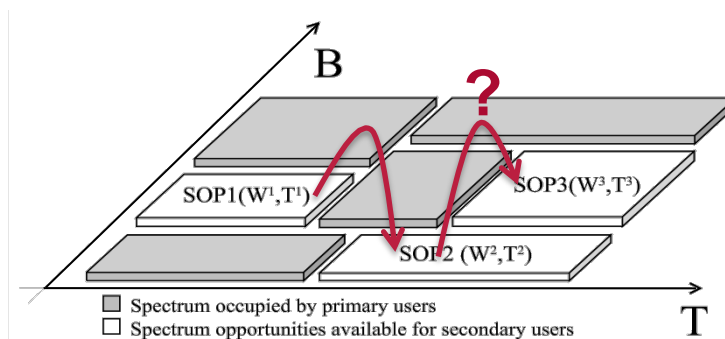 B
?
SOP1(W¹,T¹)
SOP3(W³,T³)
SOP2 (W²,T²)
Spectrum occupied by primary users
Spectrum opportunities available for secondary users
T